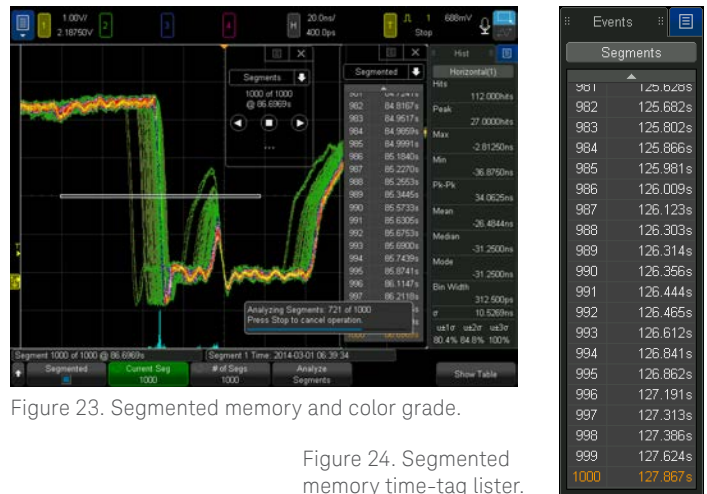 1 1.00V/ 2.18750V 2 3 4 H 20.0ns/ 400.0ps T 1 688mV Stop
Segments
1000 of 1000
@ 86.6969s
Segmented
982 84.8167s
983 84.9517s
984 84.9859s
985 84.9991s
986 85.1840s
987 85.2270s
988 85.2553s
989 85.3445s
990 85.5733s
991 85.6305s
992 85.6753s
993 85.6900s
994 85.7439s
995 85.8741s
996 86.1147s
997 86.2118s
Hist
Horizontal(1)
Hits
112.000hits
Peak
27.0000hits
Max
-2.81250ns
Min
-36.8750ns
Pk-Pk
34.0625ns
Mean
-26.4844ns
Median
-31.2500ns
Mode
-31.2500ns
Bin Width
312.500ps
σ
10.5269ns
u±1σ u±2σ u±3σ
80.4% 84.8% 100%
Analyzing Segments: 721 of 1000
Press Stop to cancel operation.
Segment 1000 of 1000 @ 86.6969s
Segment 1 Time: 2014-03-01 06:39:34
Segmented
Current Seg
1000
# of Segs
1000
Analyze
Segments
Show Table
Figure 23. Segmented memory and color grade.
Events
Segments
981 125.628s
982 125.682s
983 125.802s
984 125.866s
985 125.981s
986 126.009s
987 126.123s
988 126.303s
989 126.314s
990 126.356s
991 126.444s
992 126.465s
993 126.612s
994 126.841s
995 126.862s
996 127.191s
997 127.313s
998 127.386s
999 127.624s
1000 127.867s
Figure 24. Segmented
memory time-tag lister.